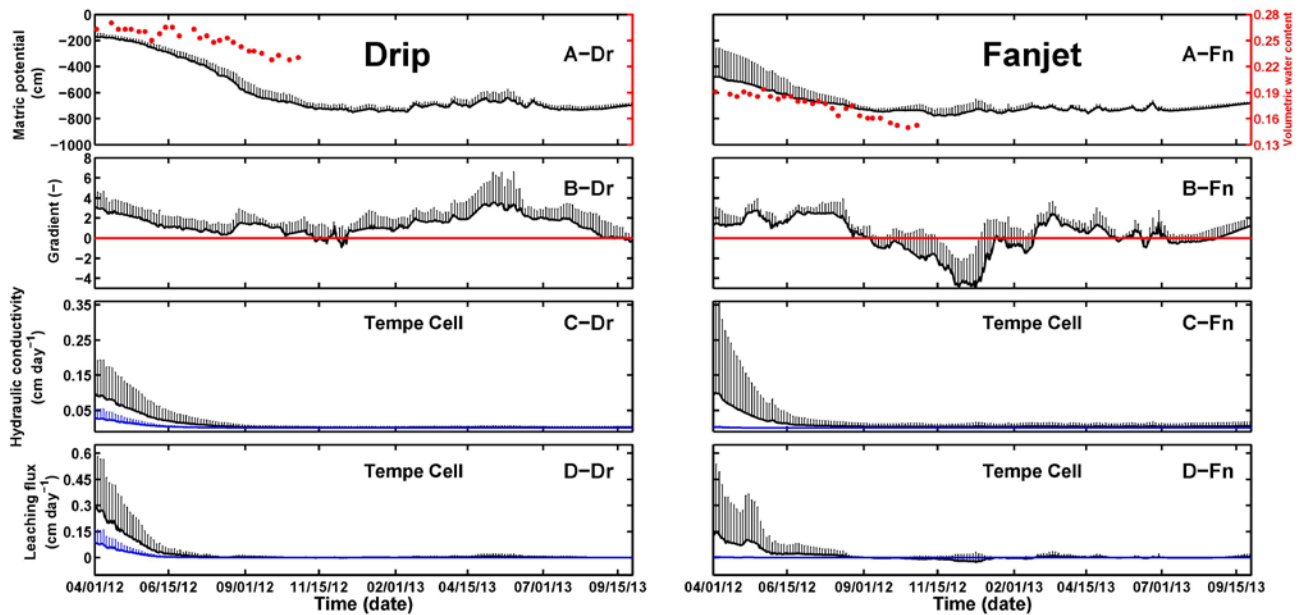 Matric potential
(cm)
0
−200
−400
−600
−800
−1000
Drip
A−Dr
Fanjet
A−Fn
0.28
0.25
0.22
0.19
0.16
0.13
Volumetric water content
Gradient (−)
6
4
2
0
−2
−4
B−Dr
B−Fn
Hydraulic conductivity
(cm day⁻¹)
0.35
0.25
0.15
0.05
Tempe Cell
C−Dr
Tempe Cell
C−Fn
Leaching flux
(cm day⁻¹)
0.6
0.45
0.3
0.15
0
Tempe Cell
D−Dr
Tempe Cell
D−Fn
04/01/12 06/15/12 09/01/12 11/15/12 02/01/13 04/15/13 07/01/13 09/15/13
04/01/12 06/15/12 09/01/12 11/15/12 02/01/13 04/15/13 07/01/13 09/15/13
Time (date)
Time (date)